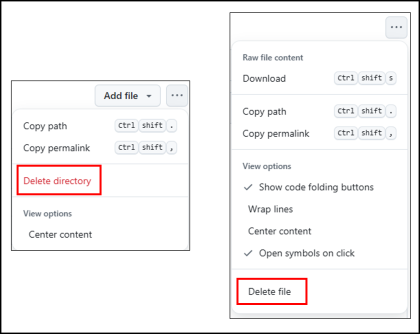 Add file
Copy path Ctrl shift .
Copy permalink Ctrl shift ,
Delete directory
View options
Center content
Raw file content
Download Ctrl shift s
Copy path Ctrl shift .
Copy permalink Ctrl shift ,
View options
Show code folding buttons
Wrap lines
Center content
Open symbols on click
Delete file